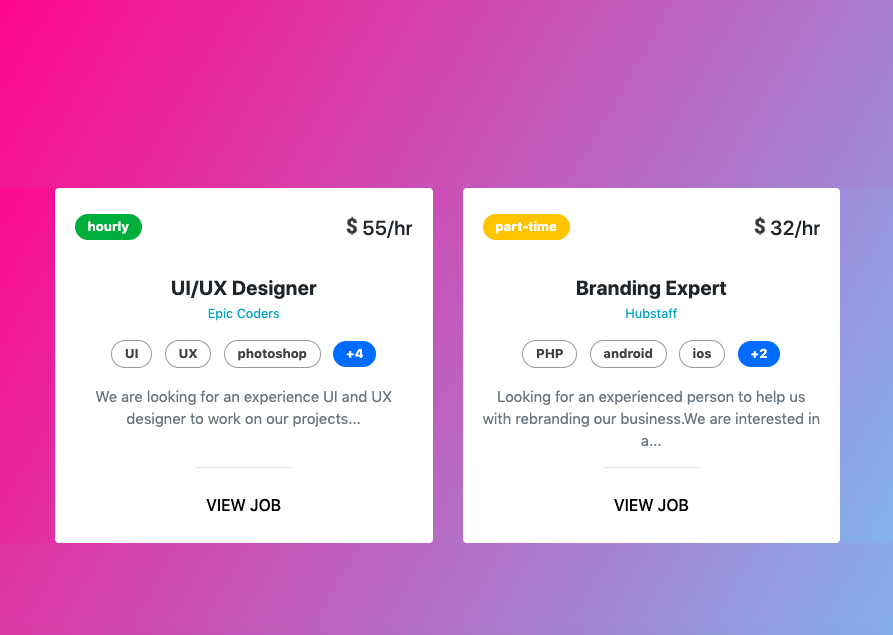 hourly
$ 55/hr
UI/UX Designer
Epic Coders
UI UX photoshop +4
We are looking for an experience UI and UX
designer to work on our projects...
VIEW JOB
part-time
$ 32/hr
Branding Expert
Hubstaff
PHP android ios +2
Looking for an experienced person to help us
with rebranding our business.We are interested in
a...
VIEW JOB